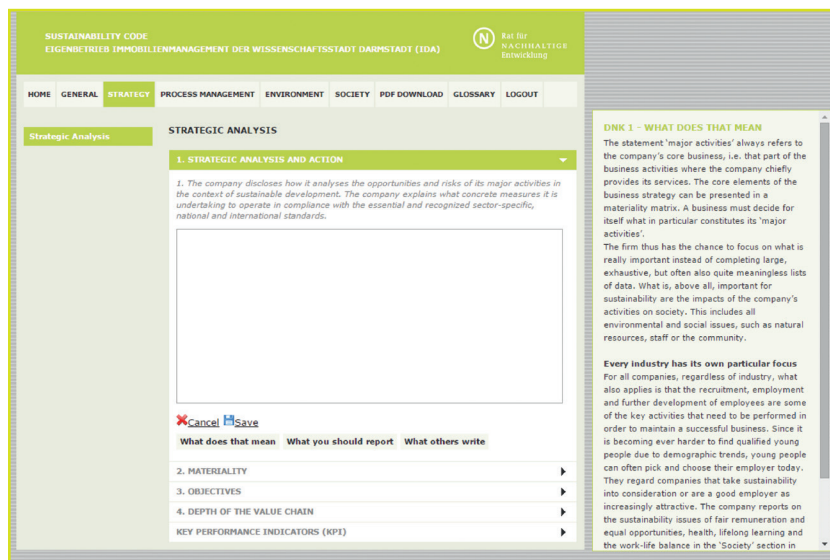 SUSTAINABILITY CODE
EIGENBETRIEB IMMOBILIENMANAGEMENT DER WISSENSCHAFTSSTADT DARMSTADT (IDA)
N
Rat für
NACHHALTIGE
Entwicklung
HOME GENERAL STRATEGY PROCESS MANAGEMENT ENVIRONMENT SOCIETY PDF DOWNLOAD GLOSSARY LOGOUT
Strategic Analysis
STRATEGIC ANALYSIS
1. STRATEGIC ANALYSIS AND ACTION
1. The company discloses how it analyses the opportunities and risks of its major activities in
the context of sustainable development. The company explains what concrete measures it is
undertaking to operate in compliance with the essential and recognized sector-specific,
national and international standards.
Cancel Save
What does that mean What you should report What others write
2. MATERIALITY
3. OBJECTIVES
4. DEPTH OF THE VALUE CHAIN
KEY PERFORMANCE INDICATORS (KPI)
DNK 1 - WHAT DOES THAT MEAN
The statement 'major activities' always refers to
the company's core business, i.e. that part of the
business activities where the company chiefly
provides its services. The core elements of the
business strategy can be presented in a
materiality matrix. A business must decide for
itself what in particular constitutes its 'major
activities'.
The firm thus has the chance to focus on what is
really important instead of completing large,
exhaustive, but often also quite meaningless lists
of data. What is, above all, important for
sustainability are the impacts of the company's
activities on society. This includes all
environmental and social issues, such as natural
resources, staff or the community.
Every industry has its own particular focus
For all companies, regardless of industry, what
also applies is that the recruitment, employment
and further development of employees are some
of the key activities that need to be performed in
order to maintain a successful business. Since it
is becoming ever harder to find qualified young
people due to demographic trends, young people
can often pick and choose their employer today.
They regard companies that take sustainability
into consideration or are a good employer as
increasingly attractive. The company reports on
the sustainability issues of fair remuneration and
equal opportunities, health, lifelong learning and
the work-life balance in the 'Society' section in